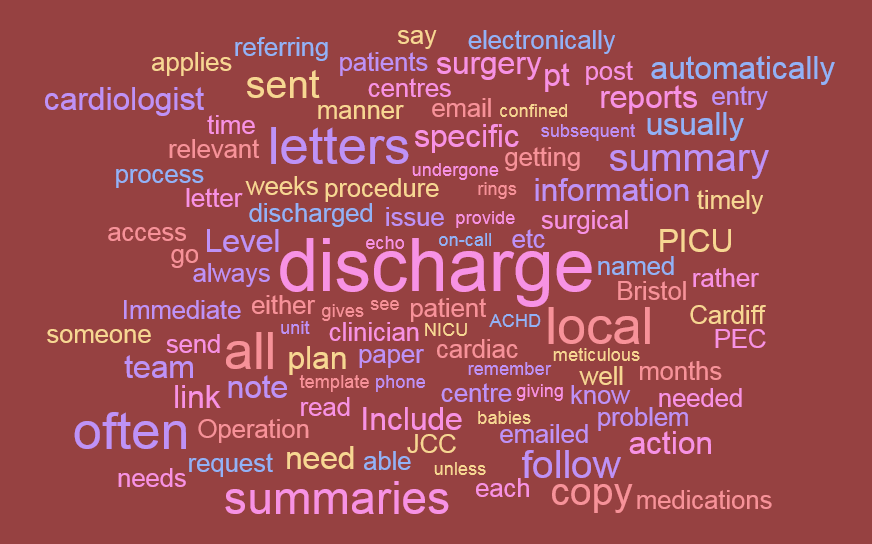 say
referring
electronically
applies
patients
surgery
pt
post
automatically
sent
centres
cardiologist
reports
entry
manner
email
confined
time
letters
specific
subsequent
usually
relevant
getting
summary
undergone
process
weeks
procedure
rings
information
timely
letter
discharged
issue
provide
surgical
access
Level
echo
on-call
etc
PICU
go
discharge
named
always
rather
Bristol
Immediate
either
gives
see
patient
ACHD
Cardiff
someone
unit
clinician
NICU
local
PEC
send
all
plan
paper
cardiac
meticulous
team
remember
well
months
link
note
template
phone
centre
giving
know
needed
read
Include
babies
problem
often
Operation
JCC
emailed
action
request
need
able
unless
follow
needs
summaries
each
copy
medications